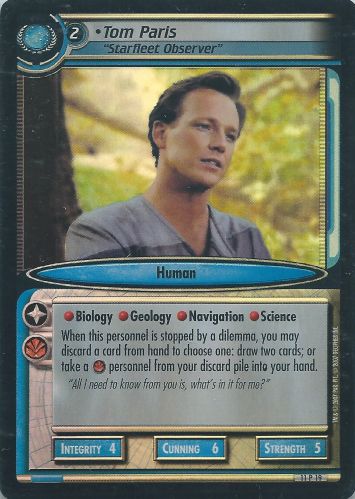 2
•Tom Paris
"Starfleet Observer"
Human
Biology Geology Navigation Science
When this personnel is stopped by a dilemma, you may
discard a card from hand to choose one: draw two cards; or
take a personnel from your discard pile into your hand.
"All I need to know from you is, what's in it for me?"
INTEGRITY 4 CUNNING 6 STRENGTH 5
11 P 19